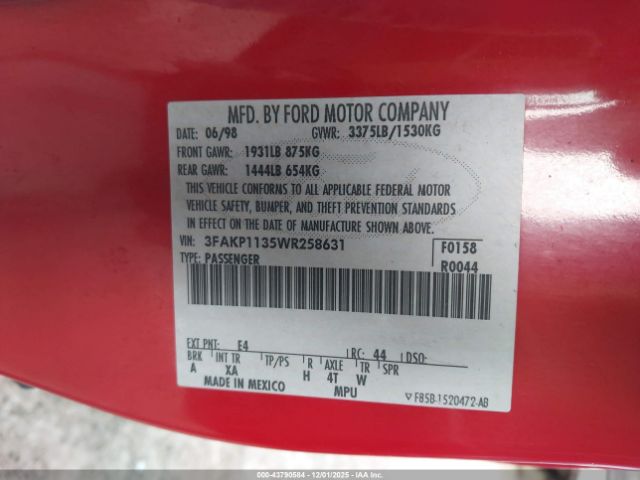 MFD. BY FORD MOTOR COMPANY
DATE: 06/98 GVWR: 3375LB/1530KG
FRONT GAWR: 1931LB 875KG
REAR GAWR: 1444LB 654KG
THIS VEHICLE CONFORMS TO ALL APPLICABLE FEDERAL MOTOR
VEHICLE SAFETY, BUMPER, AND THEFT PREVENTION STANDARDS
IN EFFECT ON THE DATE OF MANUFACTURE SHOWN ABOVE.
VIN: 3FAKP1135WR258631 F0158
TYPE: PASSENGER R0044
EXT PNT: E4 RC: 44 DSO:
BRK INT TR TP/PS R AXLE TR SPR
A XA H 4T W
MADE IN MEXICO MPU
F85B-1520472-AB
000-43790584 | 12/01/2025 - COPART, IAAI